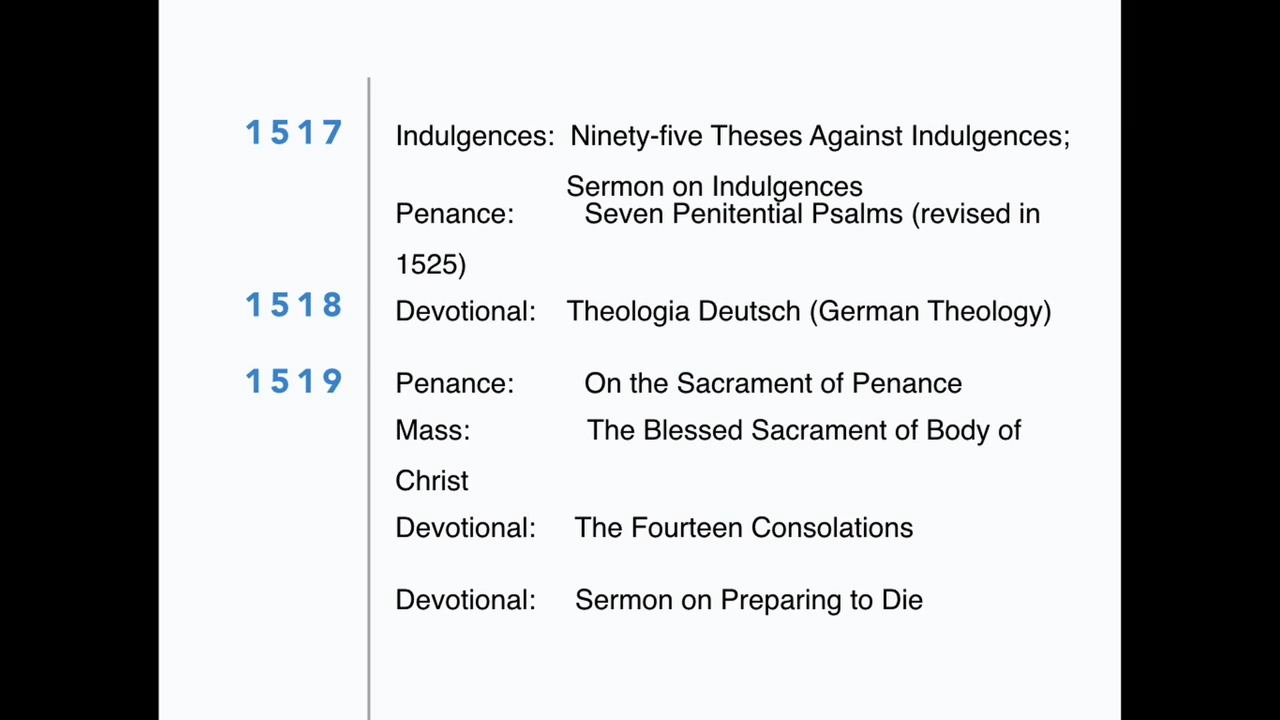 1517
Indulgences: Ninety-five Theses Against Indulgences;
Sermon on Indulgences
Penance: Seven Penitential Psalms (revised in
1525)
1518
Devotional: Theologia Deutsch (German Theology)
1519
Penance: On the Sacrament of Penance
Mass: The Blessed Sacrament of Body of
Christ
Devotional: The Fourteen Consolations
Devotional: Sermon on Preparing to Die